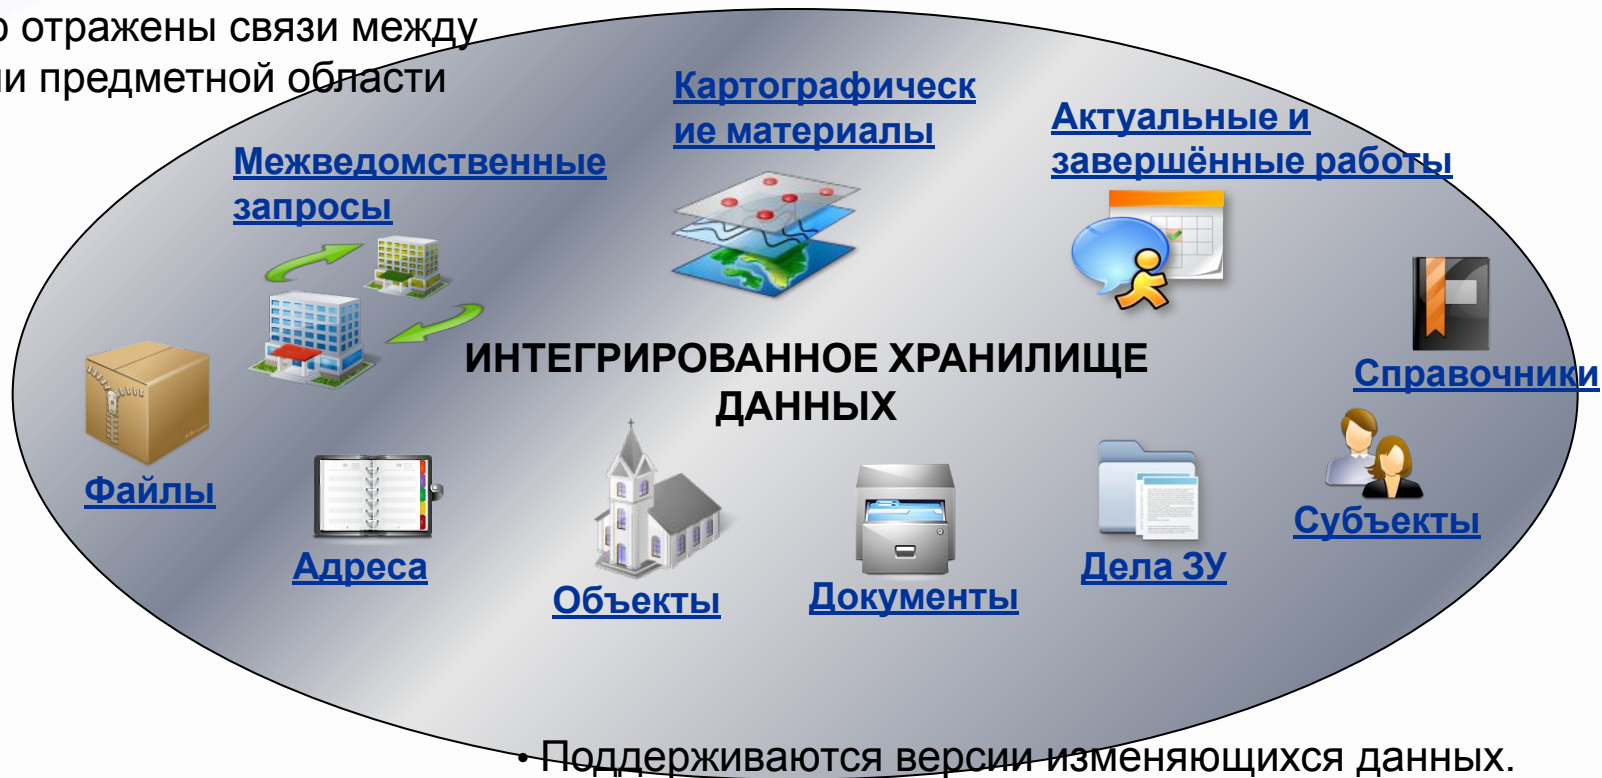 отражены связи между
предметной области
Картографическ
ие материалы
Актуальные и
завершённые работы
Межведомственные
запросы
ИНТЕГРИРОВАННОЕ ХРАНИЛИЩЕ
ДАННЫХ
Справочники
Файлы
Адреса
Объекты
Документы
Дела ЗУ
Субъекты
• Поддерживаются версии изменяющихся данных.